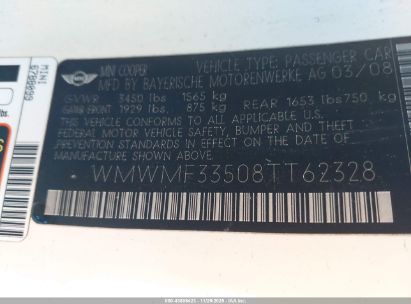 MINI COOPER
VEHICLE TYPE: PASSENGER CAR
MFD BY BAYERISCHE MOTORENWERKE AG 03/08
GVWR 3450 lbs 1565 kg
GAWR FRONT 1929 lbs 875 kg REAR 1653 lbs750 kg
THIS VEHICLE CONFORMS TO ALL APPLICABLE U.S.
FEDERAL MOTOR VEHICLE SAFETY, BUMPER AND THEFT
PREVENTION STANDARDS IN EFFECT ON THE DATE OF
MANUFACTURE SHOWN ABOVE.
WMWMF33508TT62328
MINI